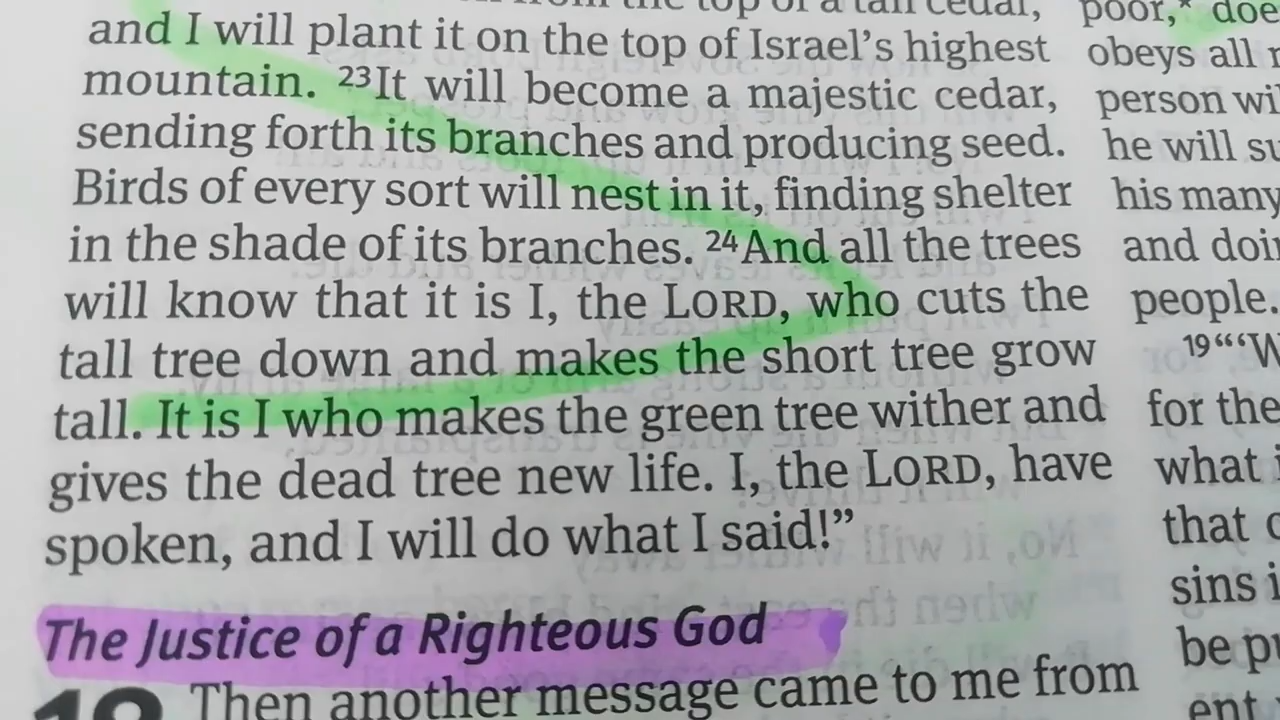 and I will plant it on the top of Israel's highest
mountain. 23It will become a majestic cedar,
sending forth its branches and producing seed.
Birds of every sort will nest in it, finding shelter
in the shade of its branches. 24And all the trees
will know that it is I, the LORD, who cuts the
tall tree down and makes the short tree grow
tall. It is I who makes the green tree wither and
gives the dead tree new life. I, the LORD, have
spoken, and I will do what I said!”
The Justice of a Righteous God
Then another message came to me from
poor,*
obeys all
person
he will
his many
and
people.
19“‘
for the
what
that
sins
be